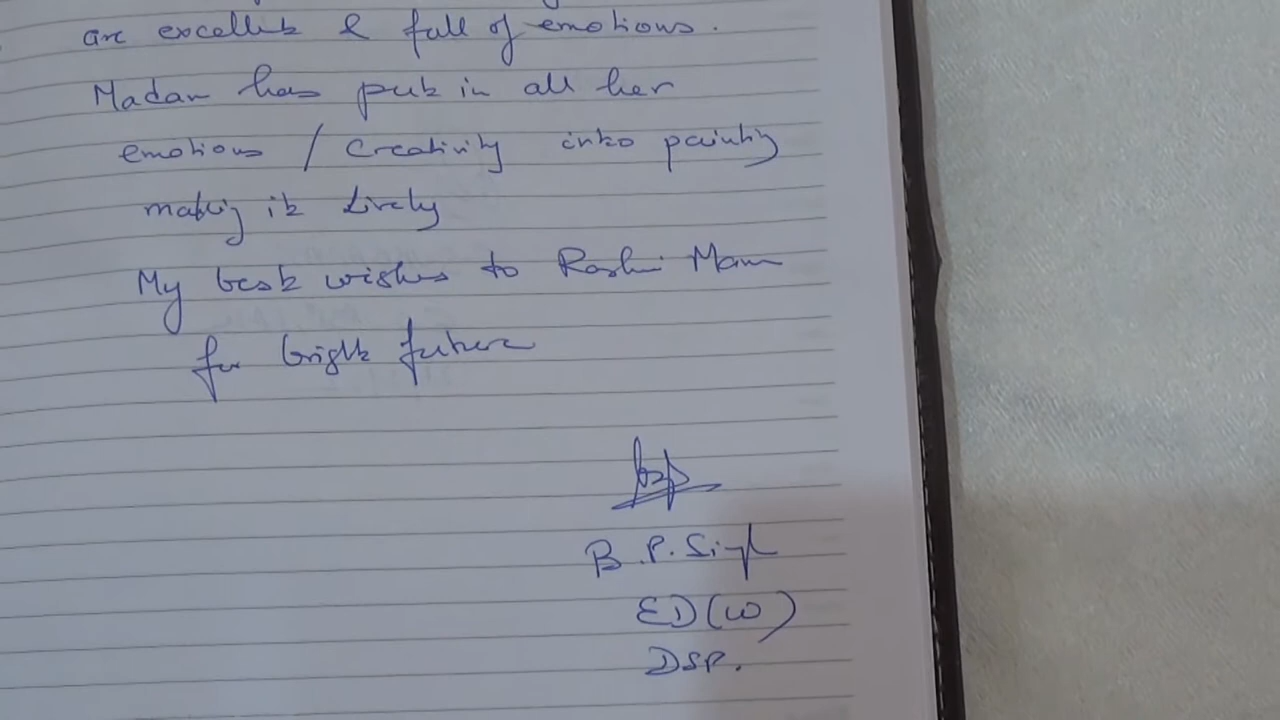 are excellent & full of emotions.
Madam has put in all her
emotions / creativity into painting
making it lively
My best wishes to Rashmi Mam
for bright future
B.P. Singh
ED(W)
DSP.